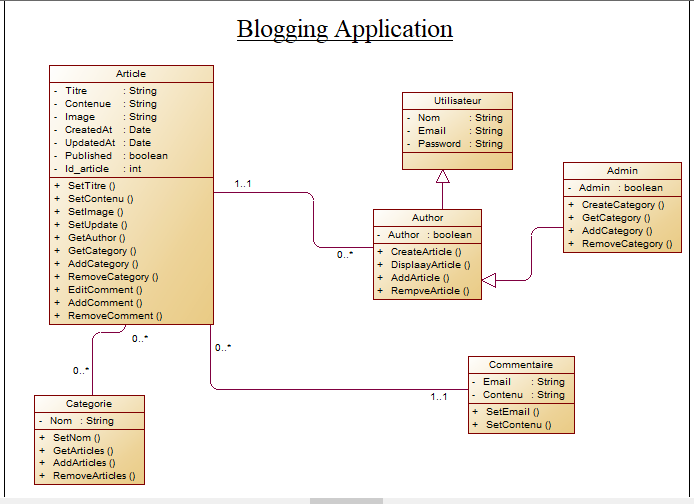 Blogging Application
Article
- Titre : String
- Contenue : String
- Image : String
- CreatedAt : Date
- UpdatedAt : Date
- Published : boolean
- Id_article : int
+ SetTitre ()
+ SetContenu ()
+ SetImage ()
+ SetUpdate ()
+ GetAuthor ()
+ GetCategory ()
+ AddCategory ()
+ RemoveCategory ()
+ EditComment ()
+ AddComment ()
+ RemoveComment ()
Utilisateur
- Nom : String
- Email : String
- Password : String
Admin
- Admin : boolean
+ CreateCategory ()
+ GetCategory ()
+ AddCategory ()
+ RemoveCategory ()
1..1
0..*
Author
- Author : boolean
+ CreateArticle ()
+ DisplaayArticle ()
+ AddArticle ()
+ RempveArticle ()
0..*
0..*
0..*
1..1
Categorie
- Nom : String
+ SetNom ()
+ GetArticles ()
+ AddArticles ()
+ RemoveArticles ()
Commentaire
- Email : String
- Contenu : String
+ SetEmail ()
+ SetContenu ()